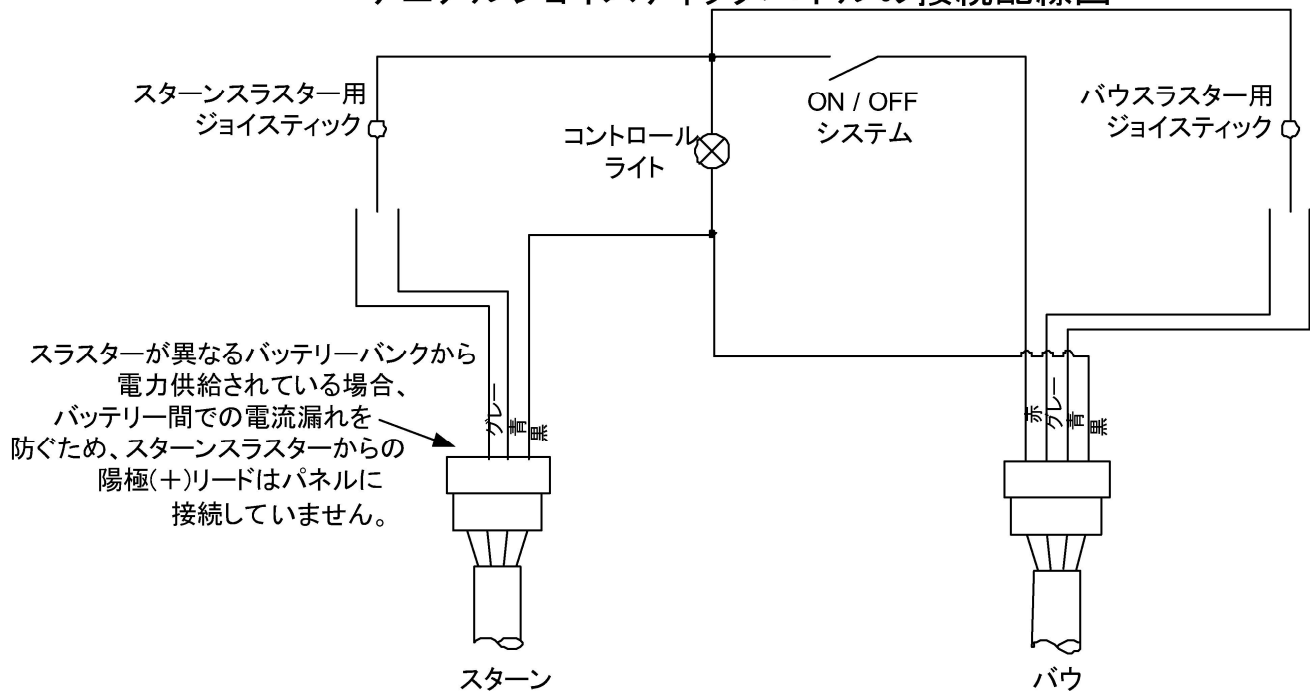 スターンスラスター用
ジョイスティック
コントロール
ライト
ON / OFF
システム
バウスラスター用
ジョイスティック
スラスターが異なるバッテリーバンクから
電力供給されている場合、
バッテリー間での電流漏れを
防ぐため、スターンスラスターからの
陽極(+)リードはパネルに
接続していません。
グレー
青
黒
赤
グレー
青
黒
スターン
バウ